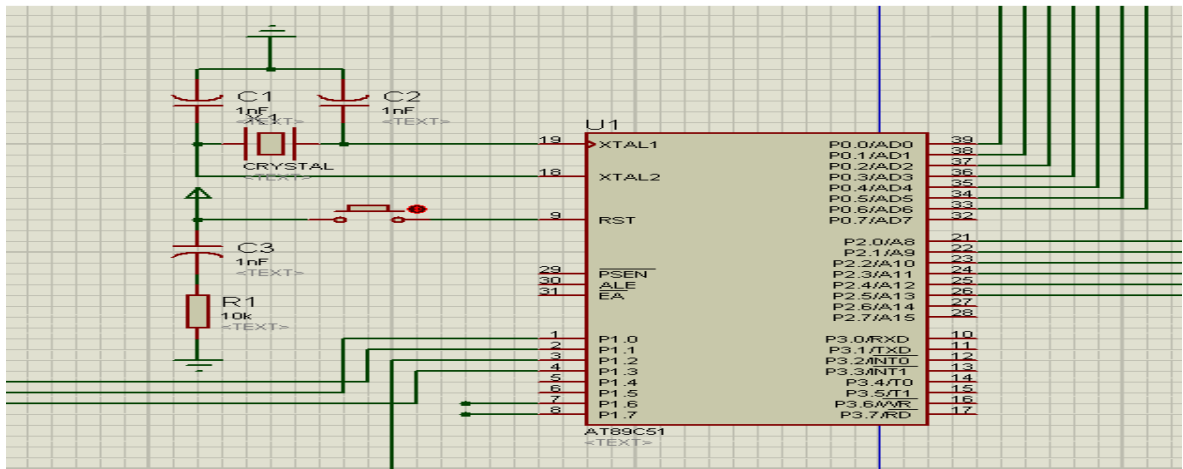 C1
1nF
<TEXT>
C2
1nF
<TEXT>
X1
CRYSTAL
<TEXT>
C3
1nF
<TEXT>
R1
10k
<TEXT>
U1
19 XTAL1
18 XTAL2
9 RST
29 PSEN
30 ALE
31 EA
1 P1.0
2 P1.1
3 P1.2
4 P1.3
5 P1.4
6 P1.5
7 P1.6
8 P1.7
P0.0/AD0 39
P0.1/AD1 38
P0.2/AD2 37
P0.3/AD3 36
P0.4/AD4 35
P0.5/AD5 34
P0.6/AD6 33
P0.7/AD7 32
P2.0/A8 21
P2.1/A9 22
P2.2/A10 23
P2.3/A11 24
P2.4/A12 25
P2.5/A13 26
P2.6/A14 27
P2.7/A15 28
P3.0/RXD 10
P3.1/TXD 11
P3.2/INT0 12
P3.3/INT1 13
P3.4/T0 14
P3.5/T1 15
P3.6/WR 16
P3.7/RD 17
AT89C51
<TEXT>